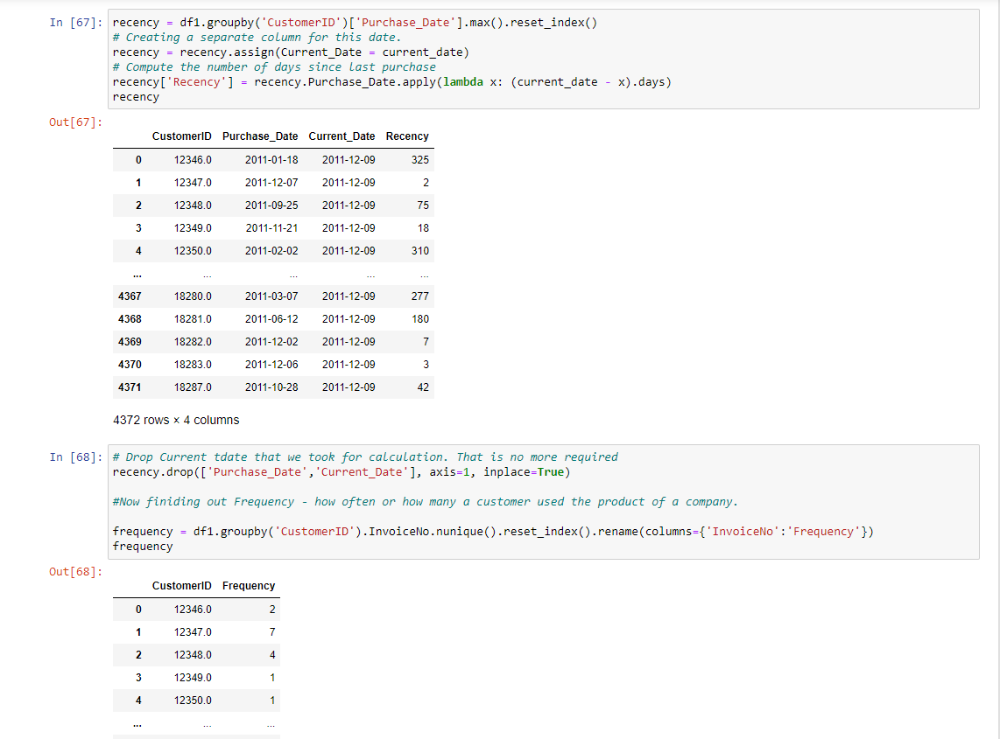 In [67]: recency = df1.groupby('CustomerID')['Purchase_Date'].max().reset_index()
# Creating a separate column for this date.
recency = recency.assign(Current_Date = current_date)
# Compute the number of days since last purchase
recency['Recency'] = recency.Purchase_Date.apply(lambda x: (current_date - x).days)
recency
Out[67]:
CustomerID Purchase_Date Current_Date Recency
0 12346.0 2011-01-18 2011-12-09 325
1 12347.0 2011-12-07 2011-12-09 2
2 12348.0 2011-09-25 2011-12-09 75
3 12349.0 2011-11-21 2011-12-09 18
4 12350.0 2011-02-02 2011-12-09 310
... ... ... ... ...
4367 18280.0 2011-03-07 2011-12-09 277
4368 18281.0 2011-06-12 2011-12-09 180
4369 18282.0 2011-12-02 2011-12-09 7
4370 18283.0 2011-12-06 2011-12-09 3
4371 18287.0 2011-10-28 2011-12-09 42
4372 rows × 4 columns
In [68]: # Drop Current tdate that we took for calculation. That is no more required
recency.drop(['Purchase_Date','Current_Date'], axis=1, inplace=True)
#Now finiding out Frequency - how often or how many a customer used the product of a company.
frequency = df1.groupby('CustomerID').InvoiceNo.nunique().reset_index().rename(columns={'InvoiceNo':'Frequency'})
frequency
Out[68]:
CustomerID Frequency
0 12346.0 2
1 12347.0 7
2 12348.0 4
3 12349.0 1
4 12350.0 1
... ... ...